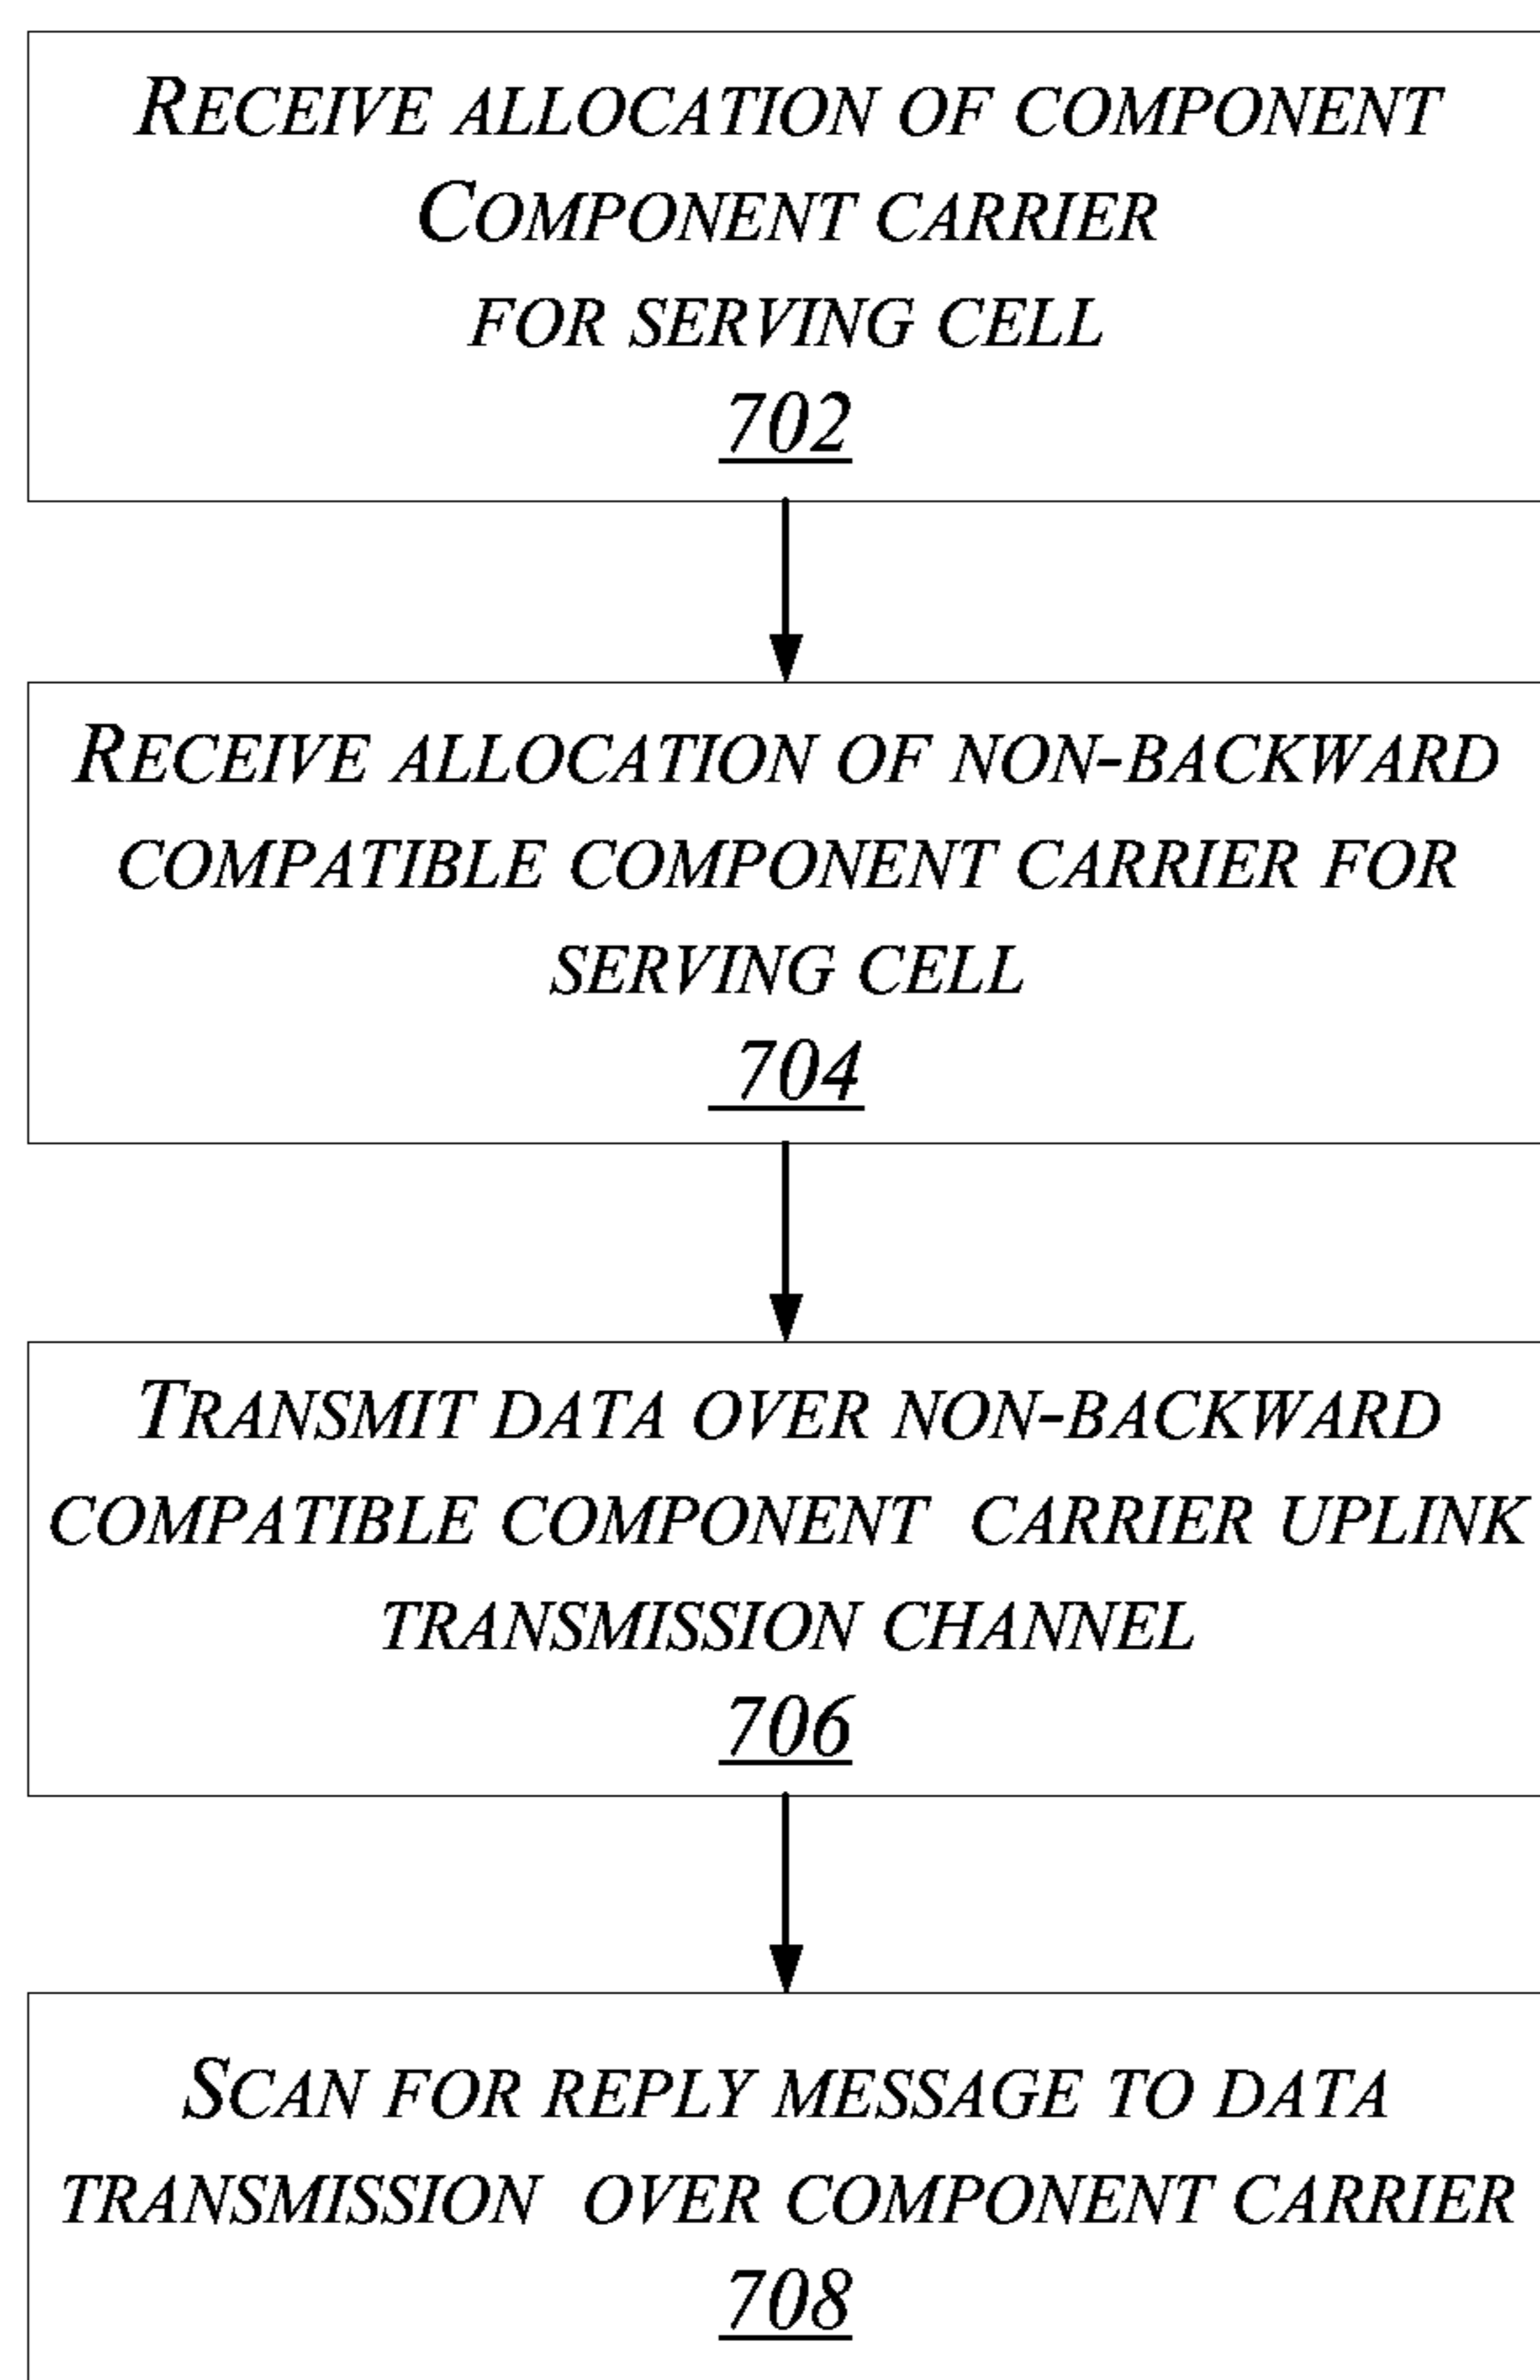 RECEIVE ALLOCATION OF COMPONENT
COMPONENT CARRIER
FOR SERVING CELL
702
RECEIVE ALLOCATION OF NON-BACKWARD
COMPATIBLE COMPONENT CARRIER FOR
SERVING CELL
704
TRANSMIT DATA OVER NON-BACKWARD
COMPATIBLE COMPONENT CARRIER UPLINK
TRANSMISSION CHANNEL
706
SCAN FOR REPLY MESSAGE TO DATA
TRANSMISSION OVER COMPONENT CARRIER
708